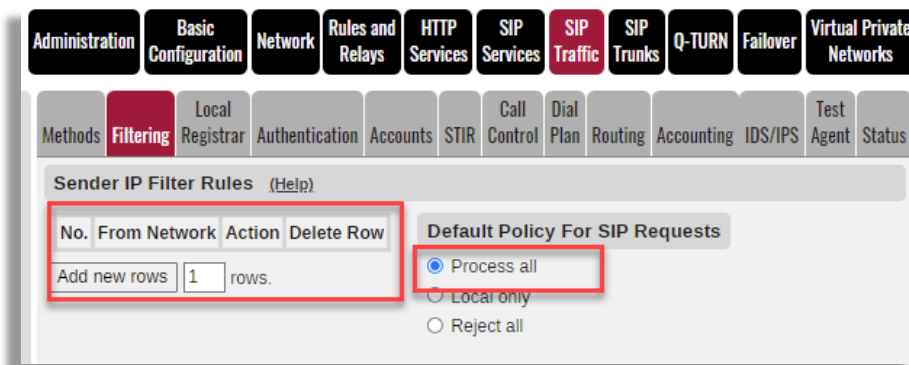 Administration
Basic
Configuration
Network
Rules and
Relays
HTTP
Services
SIP
Services
SIP
Traffic
SIP
Trunks
Q-TURN
Failover
Virtual Private
Networks
Methods
Filtering
Local
Registrar
Authentication
Accounts
STIR
Call
Control
Dial
Plan
Routing
Accounting
IDS/IPS
Test
Agent
Status
Sender IP Filter Rules (Help)
No. From Network Action Delete Row
Add new rows 1 rows.
Default Policy For SIP Requests
Process all
Local only
Reject all